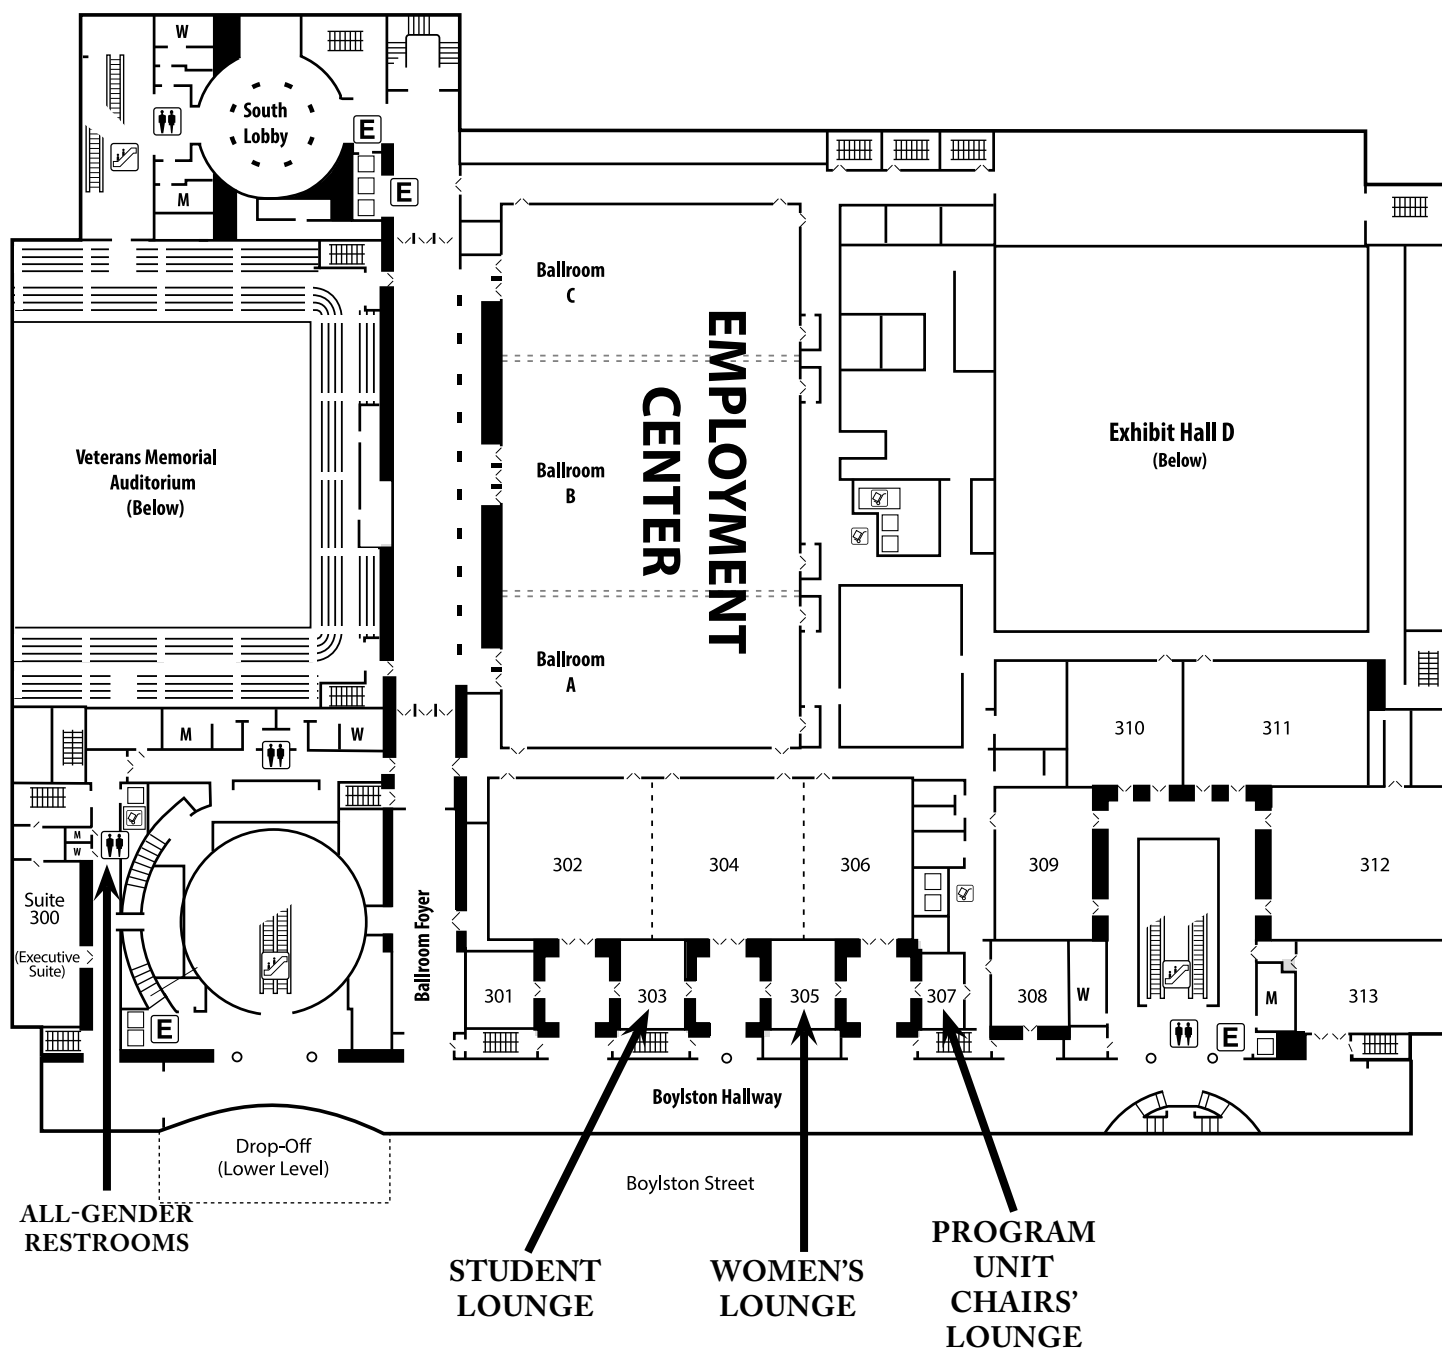 W
South
Lobby
E
E
M
Ballroom
C
EMPLOYMENT
CENTER
Veterans Memorial
Auditorium
(Below)
Ballroom
B
Exhibit Hall D
(Below)
Ballroom
A
M
W
310
311
M
W
302
304
306
309
312
Suite
300
(Executive
Suite)
Ballroom Foyer
301
303
305
307
308
W
M
313
E
E
Boylston Hallway
Drop-Off
(Lower Level)
Boylston Street
ALL-GENDER
RESTROOMS
STUDENT
LOUNGE
WOMEN'S
LOUNGE
PROGRAM
UNIT
CHAIRS'
LOUNGE